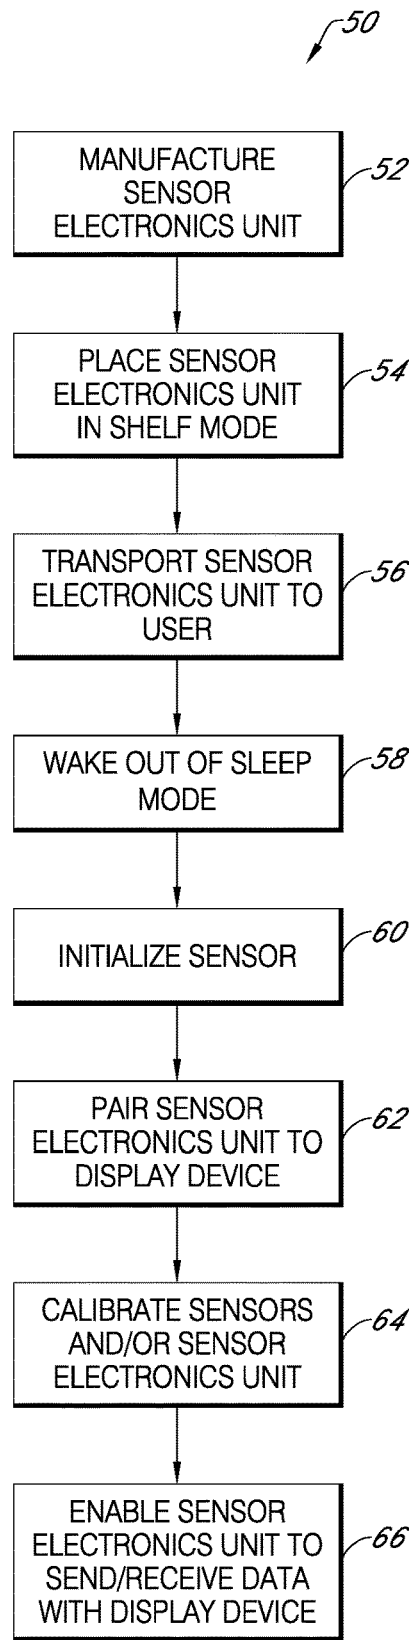 50
MANUFACTURE
SENSOR
ELECTRONICS UNIT
52
PLACE SENSOR
ELECTRONICS UNIT
IN SHELF MODE
54
TRANSPORT SENSOR
ELECTRONICS UNIT TO
USER
56
WAKE OUT OF SLEEP
MODE
58
INITIALIZE SENSOR
60
PAIR SENSOR
ELECTRONICS UNIT TO
DISPLAY DEVICE
62
CALIBRATE SENSORS
AND/OR SENSOR
ELECTRONICS UNIT
64
ENABLE SENSOR
ELECTRONICS UNIT TO
SEND/RECEIVE DATA
WITH DISPLAY DEVICE
66